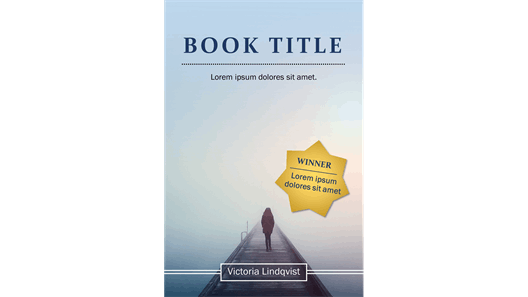 BOOK TITLE
Lorem ipsum dolores sit amet.
WINNER
Lorem ipsum
dolores sit amet
Victoria Lindqvist